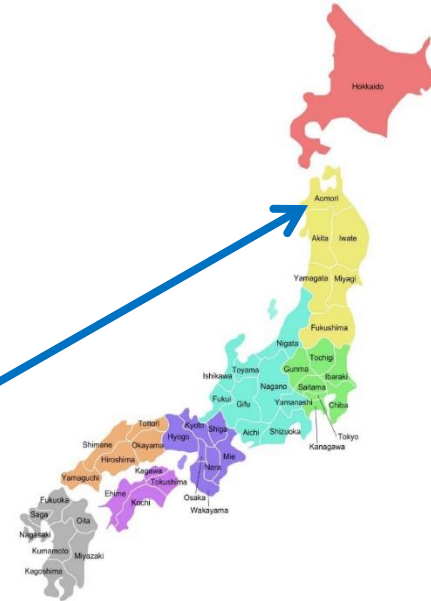 Hokkaido
Aomori
Akita
Iwate
Yamagata
Miyagi
Fukushima
Nigata
Tochigi
Gunma
Ibaraki
Toyama
Ishikawa
Saitama
Nagano
Fukui
Gifu
Yamanashi
Chiba
Tokyo
Kanagawa
Aichi
Shizuoka
Kyoto
Shiga
Hyogo
Mie
Nara
Osaka
Wakayama
Tottori
Shimane
Okayama
Hiroshima
Yamaguchi
Kagawa
Tokushima
Ehime
Kochi
Fukuoka
Saga
Oita
Nagasaki
Kumamoto
Miyazaki
Kagoshima